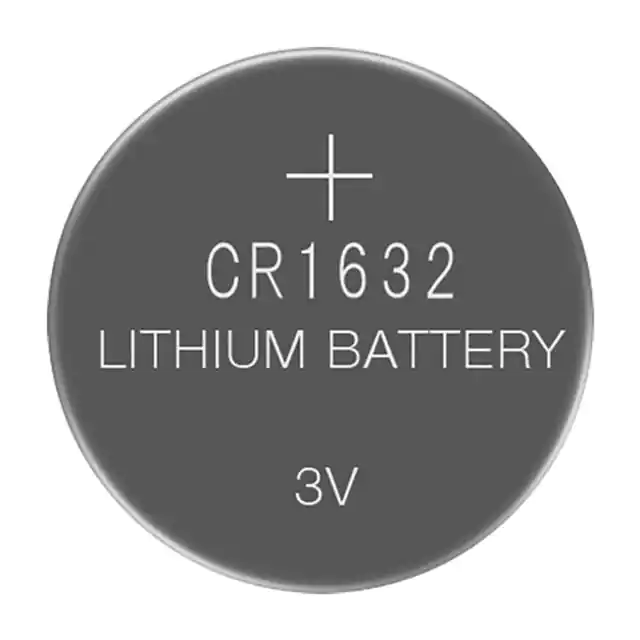 +
CR1632
LITHIUM BATTERY
3V